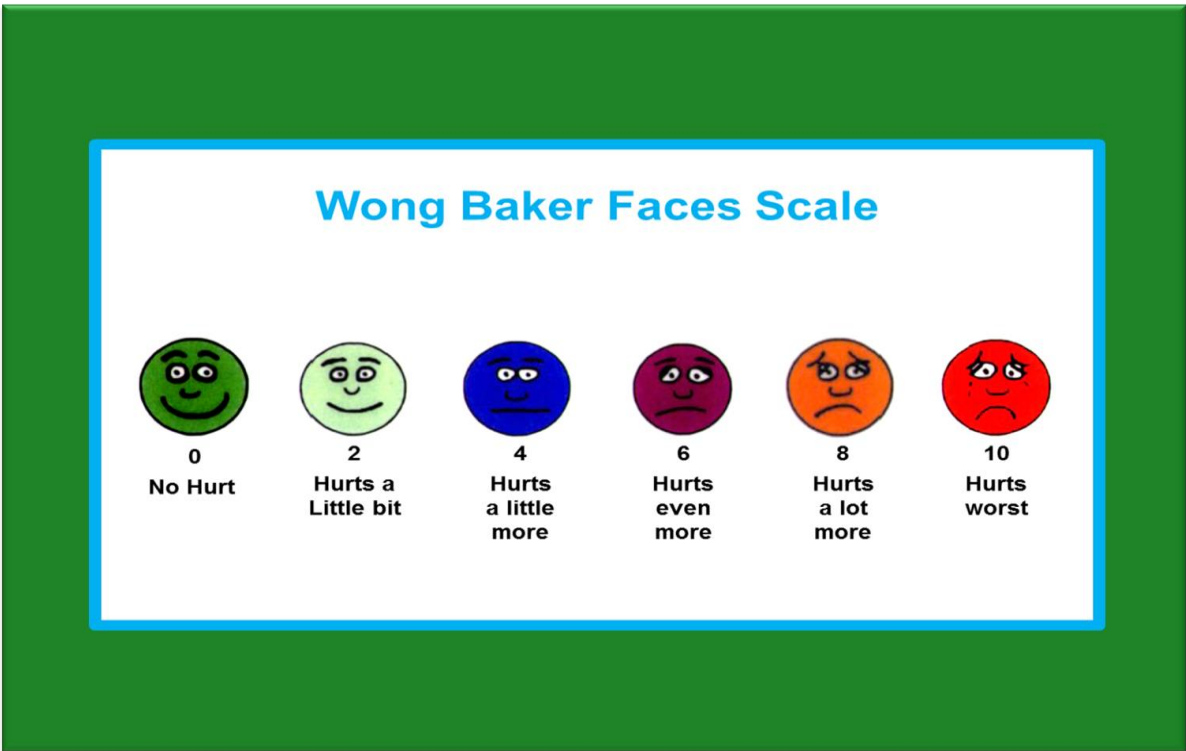 Wong Baker Faces Scale
0
No Hurt
2
Hurts a
Little bit
4
Hurts
a little
more
6
Hurts
even
more
8
Hurts
a lot
more
10
Hurts
worst